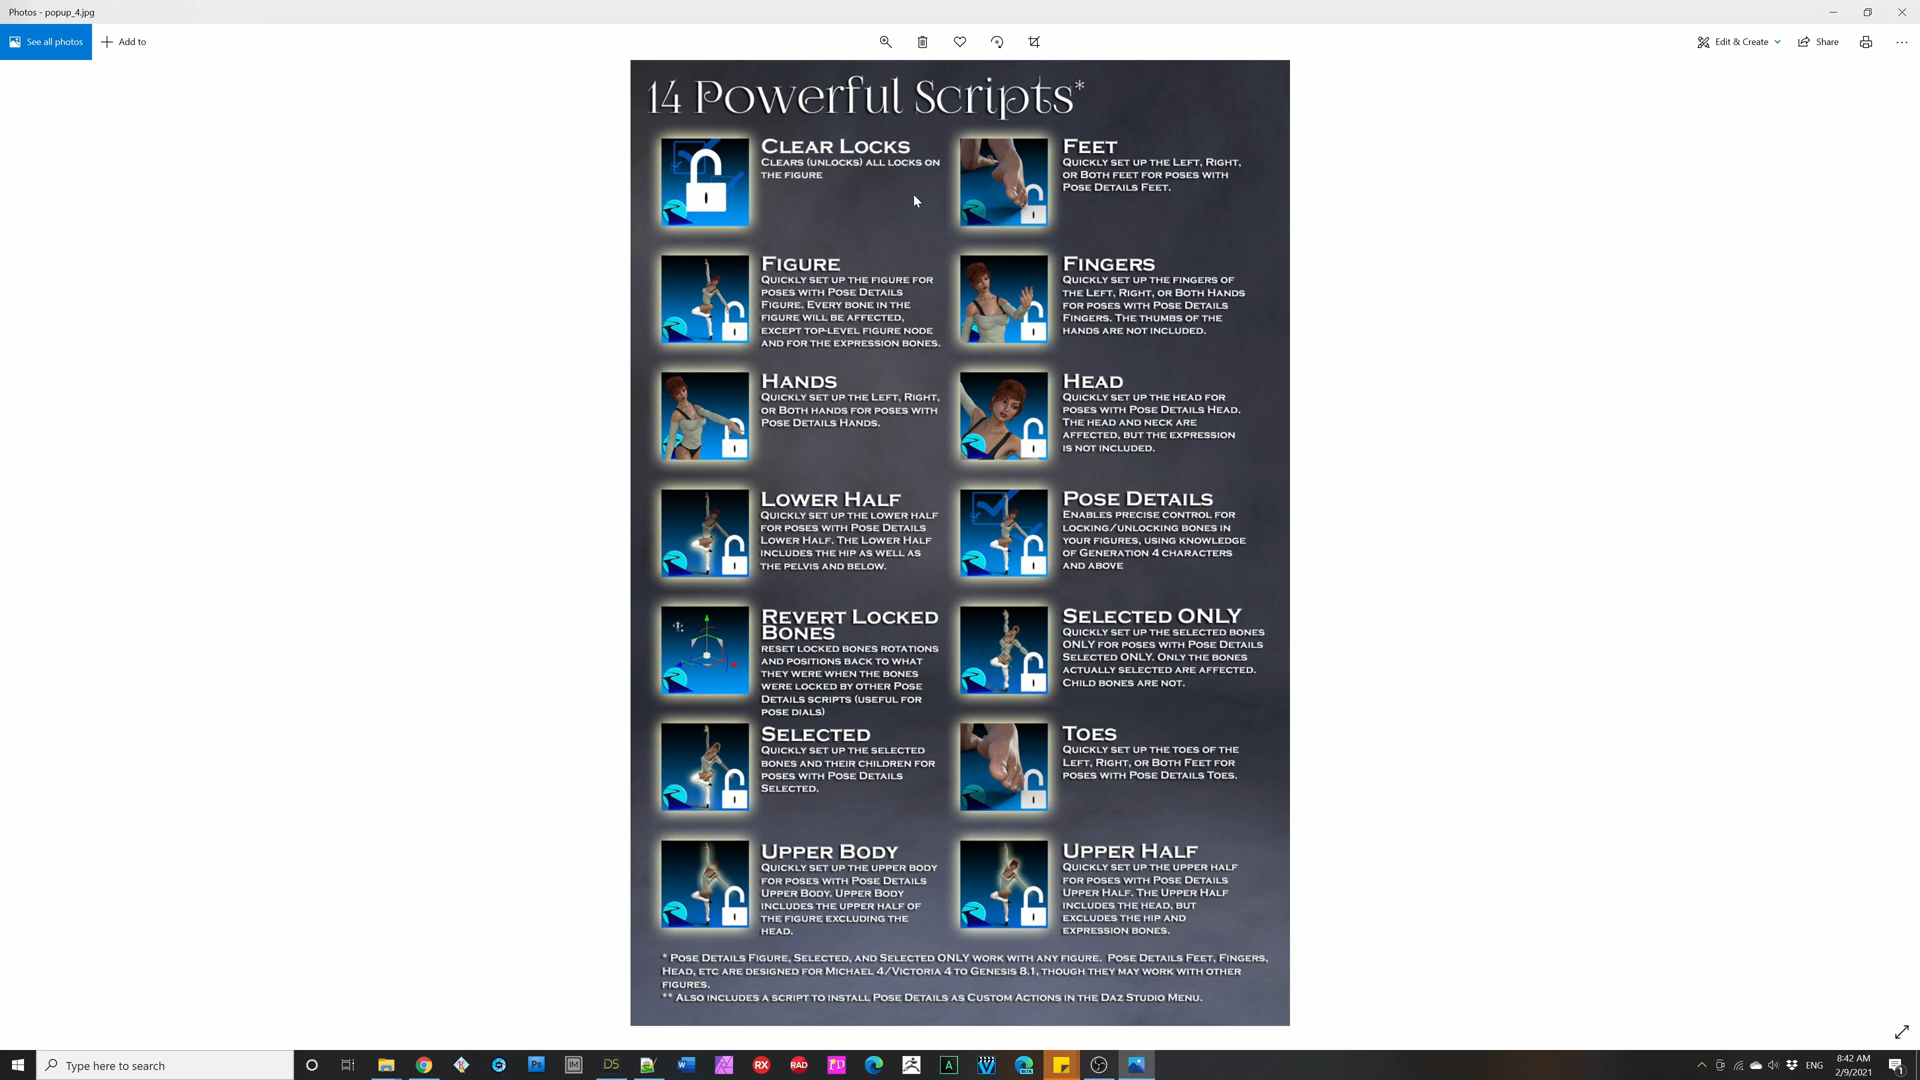 Photos - popup_4.jpg
See all photos
Add to
Edit & Create
Share
14 Powerful Scripts*
Clear Locks
Clears (unlocks) all locks on
the figure
Feet
Quickly set up the Left, Right,
or Both feet for poses with
Pose Details Feet.
Figure
Quickly set up the figure for
poses with Pose Details
Figure. Every bone in the
figure will be affected,
except top-level figure node
and for the expression bones.
Fingers
Quickly set up the fingers of
the Left, Right, or Both Hands
for poses with Pose Details
Fingers. The thumbs of the
hands are not included.
Hands
Quickly set up the Left, Right,
or Both hands for poses with
Pose Details Hands.
Head
Quickly set up the head for
poses with Pose Details Head.
The head and neck are
affected, but the expression
is not included.
Lower Half
Quickly set up the lower half
for poses with Pose Details
Lower Half. The Lower Half
includes the hip as well as
the pelvis and below.
Pose Details
Enables precise control for
locking/unlocking bones in
your figures, using knowledge
of Generation 4 characters
and above
Revert Locked
Bones
reset locked bones rotations
and positions back to what
they were when the bones
were locked by other Pose
Details scripts (useful for
pose dials)
Selected ONLY
Quickly set up the selected bones
ONLY for poses with Pose Details
Selected ONLY. Only the bones
actually selected are affected.
Child bones are not.
Selected
Quickly set up the selected
bones and their children for
poses with Pose Details
Selected.
Toes
Quickly set up the toes of the
Left, Right, or Both Feet for
poses with Pose Details Toes.
Upper Body
Quickly set up the upper body
for poses with Pose Details
Upper Body. Upper Body
includes the upper half of
the figure excluding the
head.
Upper Half
Quickly set up the upper half
for poses with Pose Details
Upper Half. The Upper Half
includes the head, but
excludes the hip and
expression bones.
* Pose Details Figure, Selected, and Selected ONLY work with any figure. Pose Details Feet, Fingers,
Head, etc are designed for Michael 4/Victoria 4 to Genesis 8.1, though they may work with other
figures.
** Also includes a script to install Pose Details as Custom Actions in the Daz Studio Menu.
Type here to search
Ps
DS
W
RX
RAD
A
BETA
ENG
8:42 AM
2/9/2021